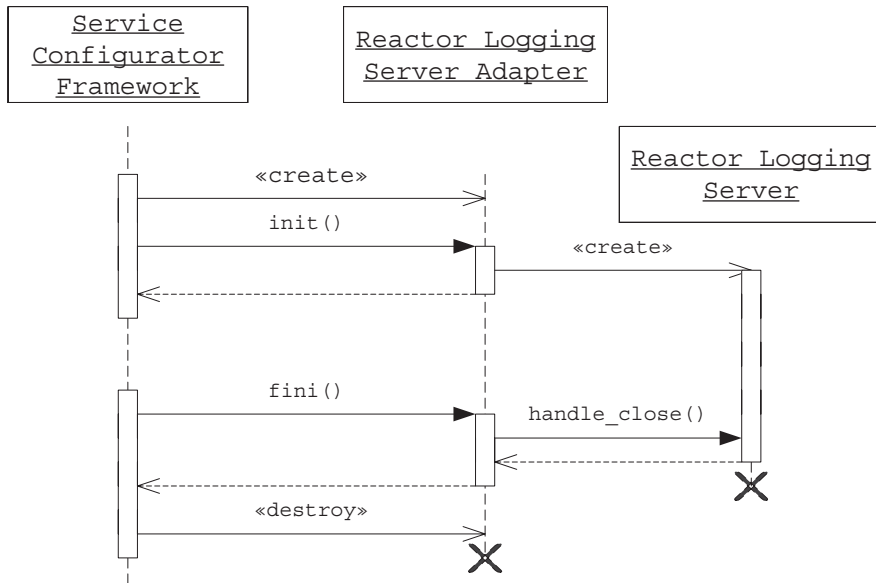 Service
Configurator
Framework
Reactor Logging
Server Adapter
Reactor Logging
Server
«create»
init()
«create»
fini()
handle_close()
«destroy»